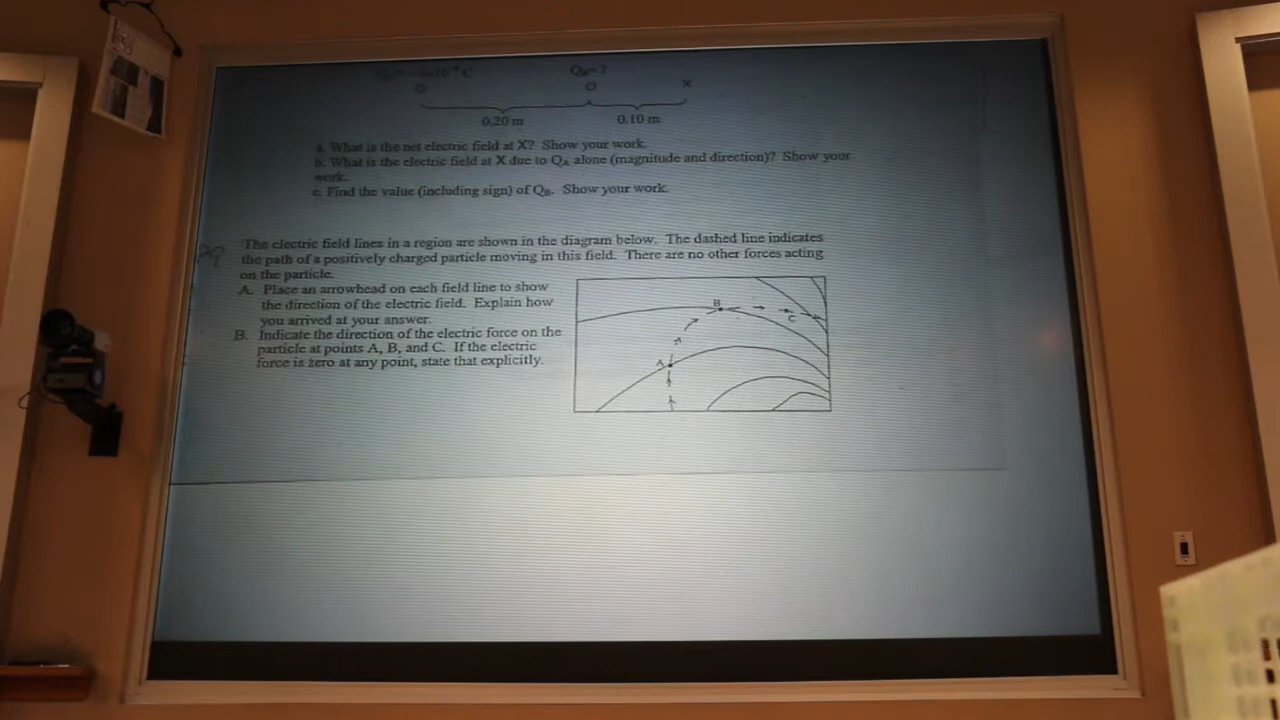 Q_B=?
X
0.20 m
0.10 m
a. What is the net electric field at X? Show your work.
b. What is the electric field at X due to Q_A alone (magnitude and direction)? Show your
work.
c. Find the value (including sign) of Q_B. Show your work.
The electric field lines in a region are shown in the diagram below. The dashed line indicates
the path of a positively charged particle moving in this field. There are no other forces acting
on the particle.
A. Place an arrowhead on each field line to show
the direction of the electric field. Explain how
you arrived at your answer.
B. Indicate the direction of the electric force on the
particle at points A, B, and C. If the electric
force is zero at any point, state that explicitly.
B
C
A